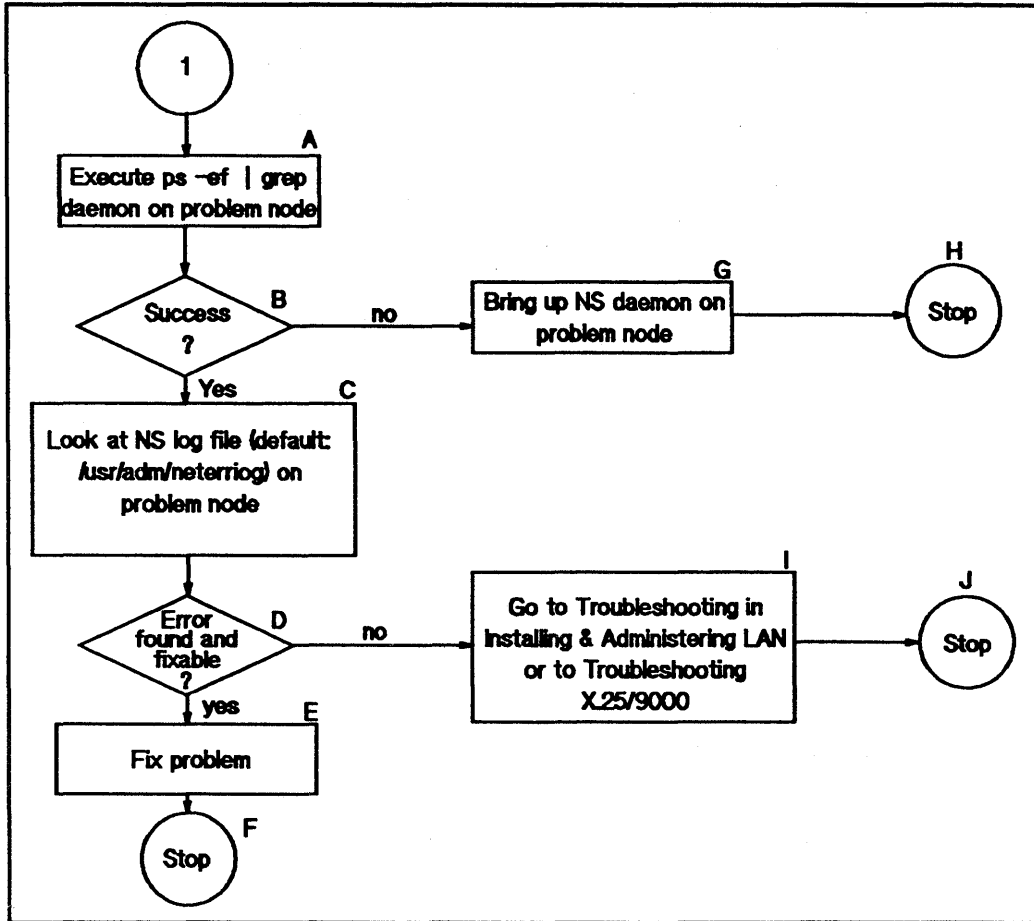 1
A
Execute ps -ef | grep
daemon on problem node
B
Success
?
no
G
Bring up NS daemon on
problem node
H
Stop
Yes
C
Look at NS log file (default:
/usr/adm/neterrlog) on
problem node
D
Error
found and
fixable
?
no
I
Go to Troubleshooting in
Installing & Administering LAN
or to Troubleshooting
X.25/9000
J
Stop
yes
E
Fix problem
F
Stop